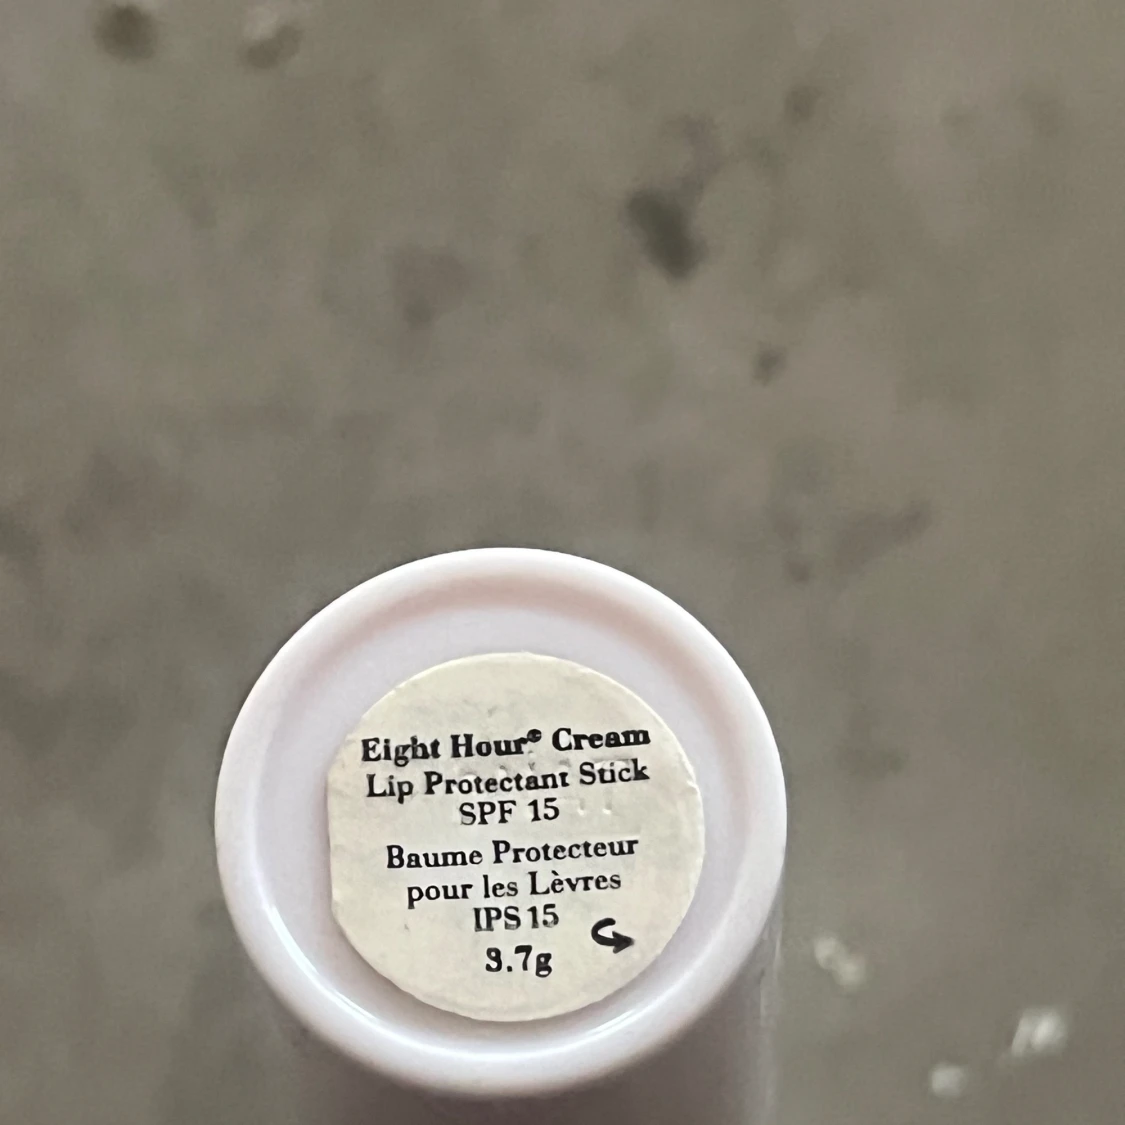 Eight Hour® Cream
Lip Protectant Stick
SPF 15
Baume Protecteur
pour les Lèvres
IPS 15
3.7g